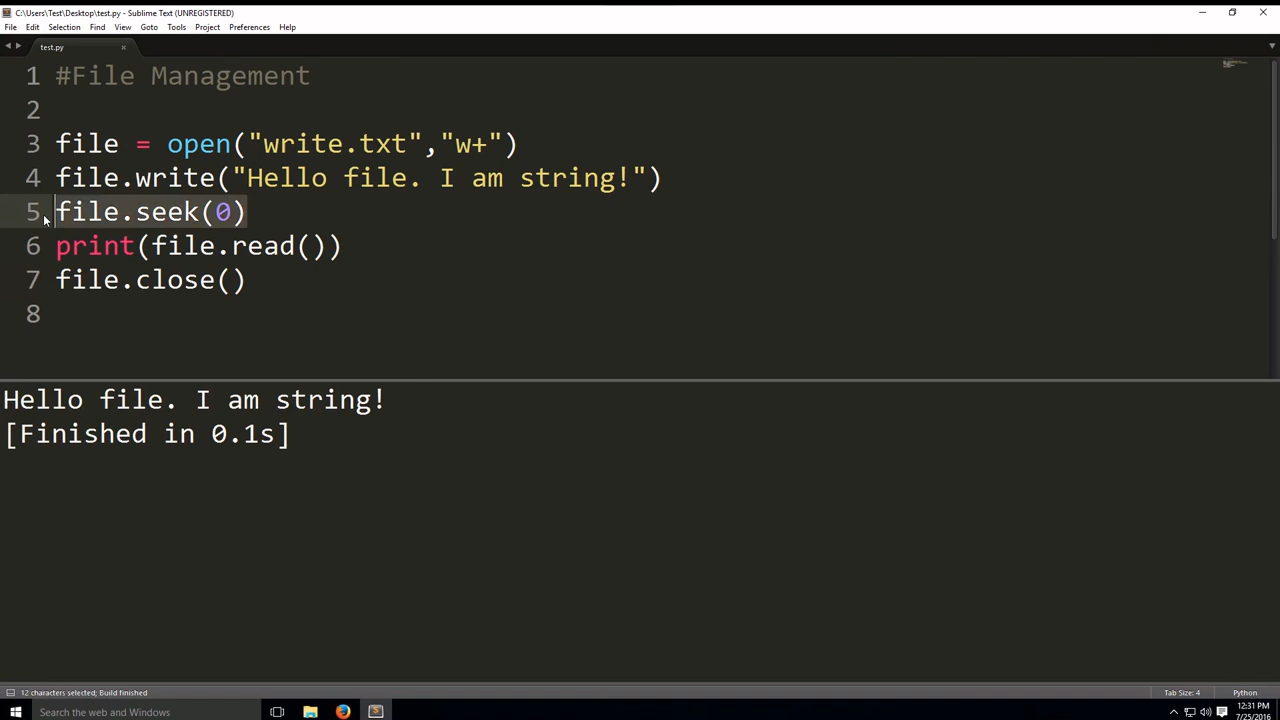 C:\Users\Test\Desktop\test.py - Sublime Text (UNREGISTERED)
File Edit Selection Find View Goto Tools Project Preferences Help
test.py
1 #File Management
2
3 file = open("write.txt","w+")
4 file.write("Hello file. I am string!")
5 file.seek(0)
6 print(file.read())
7 file.close()
8
Hello file. I am string!
[Finished in 0.1s]
12 characters selected; Build finished Tab Size: 4 Python
Search the web and Windows
12:31 PM
7/25/2016